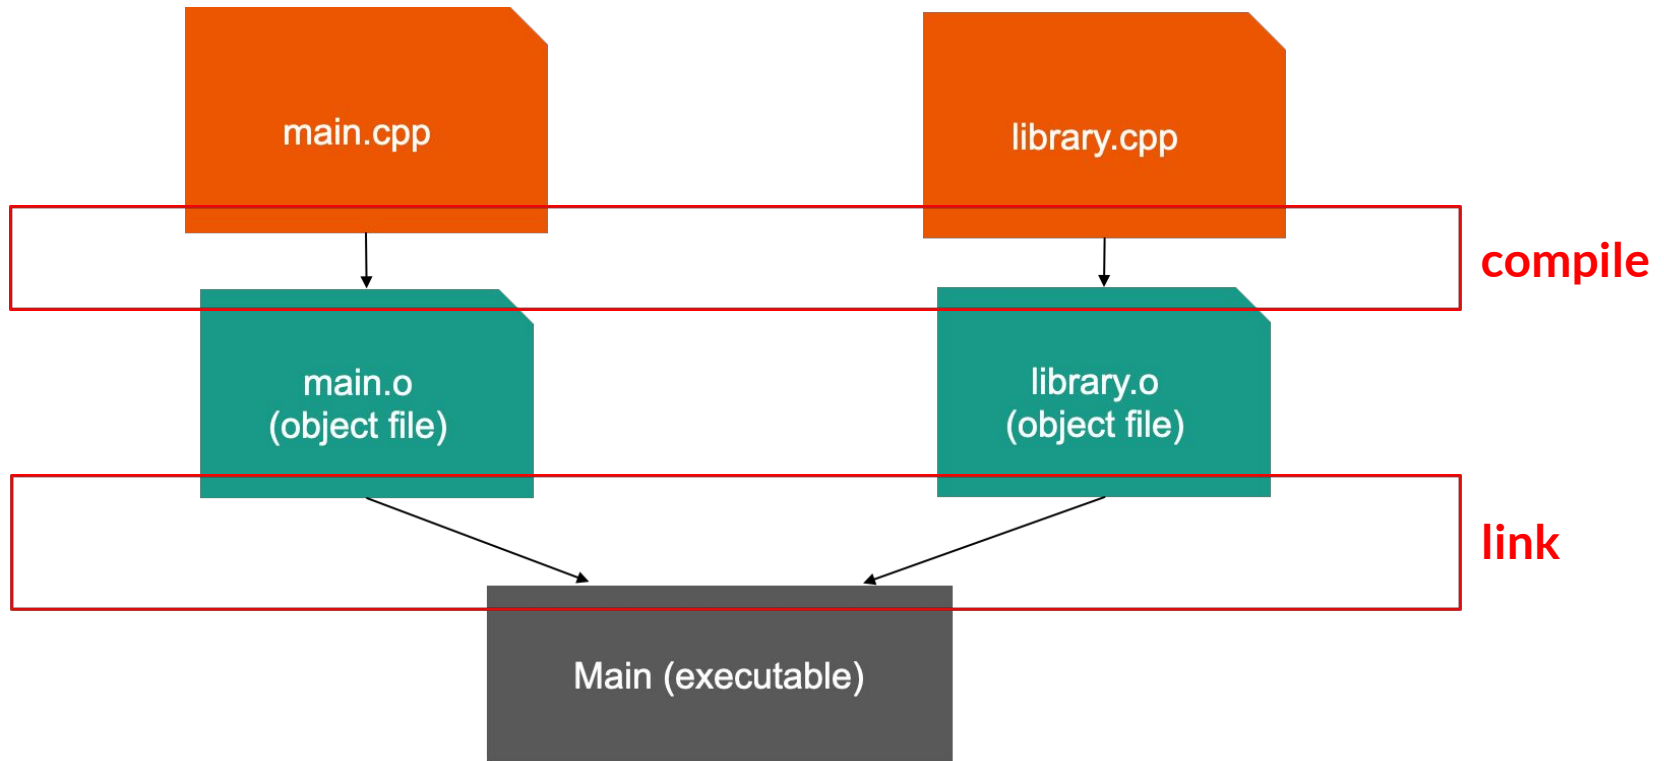 main.cpp
library.cpp
compile
main.o
(object file)
library.o
(object file)
link
Main (executable)